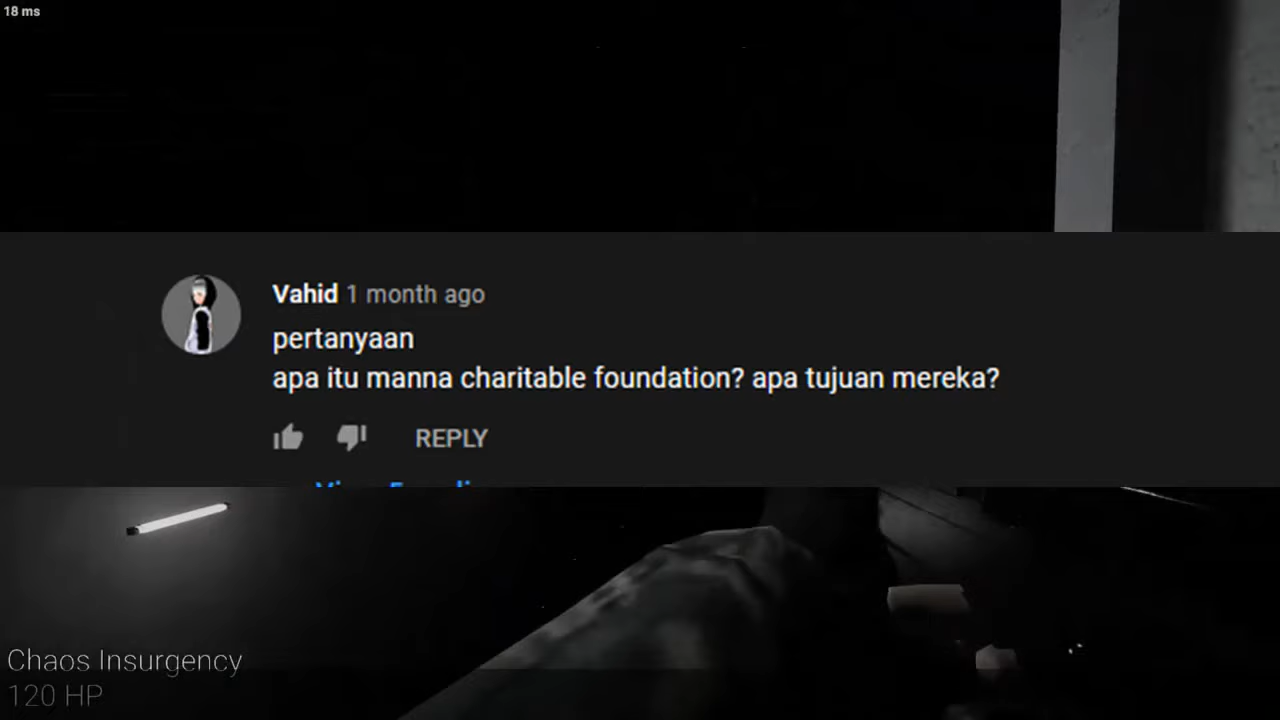 18 ms
Vahid 1 month ago
pertanyaan
apa itu manna charitable foundation? apa tujuan mereka?
REPLY
Chaos Insurgency
120 HP